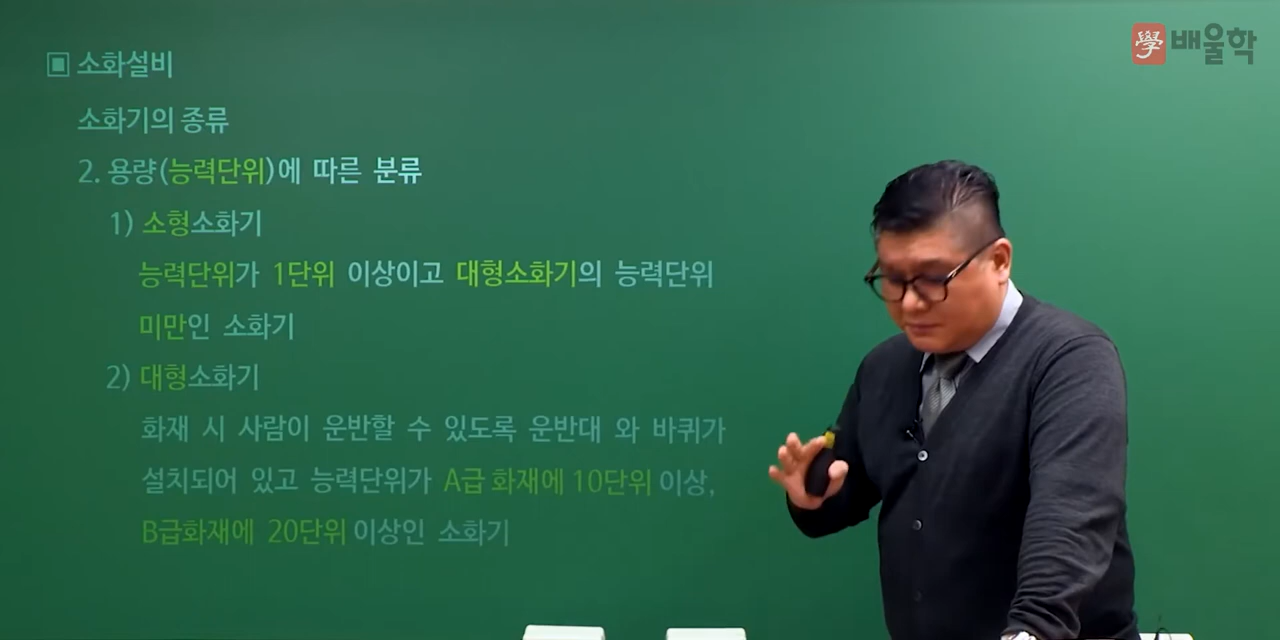 學 배울학
▣ 소화설비
소화기의 종류
2. 용량(능력단위)에 따른 분류
1) 소형소화기
능력단위가 1단위 이상이고 대형소화기의 능력단위
미만인 소화기
2) 대형소화기
화재 시 사람이 운반할 수 있도록 운반대 와 바퀴가
설치되어 있고 능력단위가 A급 화재에 10단위 이상,
B급화재에 20단위 이상인 소화기